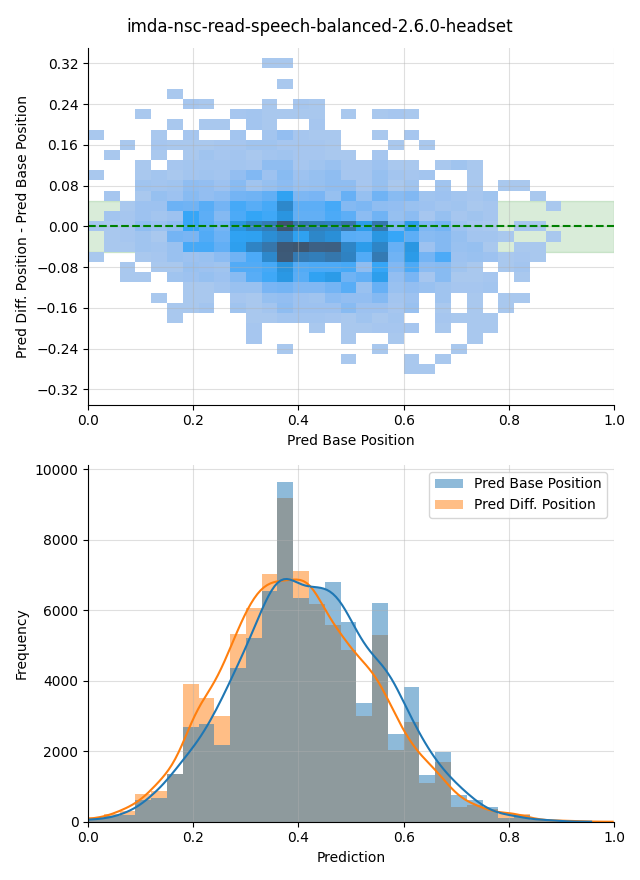 imda-nsc-read-speech-balanced-2.6.0-headset
Pred Diff. Position - Pred Base Position
0.32
0.24
0.16
0.08
0.00
−0.08
−0.16
−0.24
−0.32
0.0 0.2 0.4 0.6 0.8 1.0
Pred Base Position
Frequency
10000
8000
6000
4000
2000
0
Pred Base Position
Pred Diff. Position
0.0 0.2 0.4 0.6 0.8 1.0
Prediction